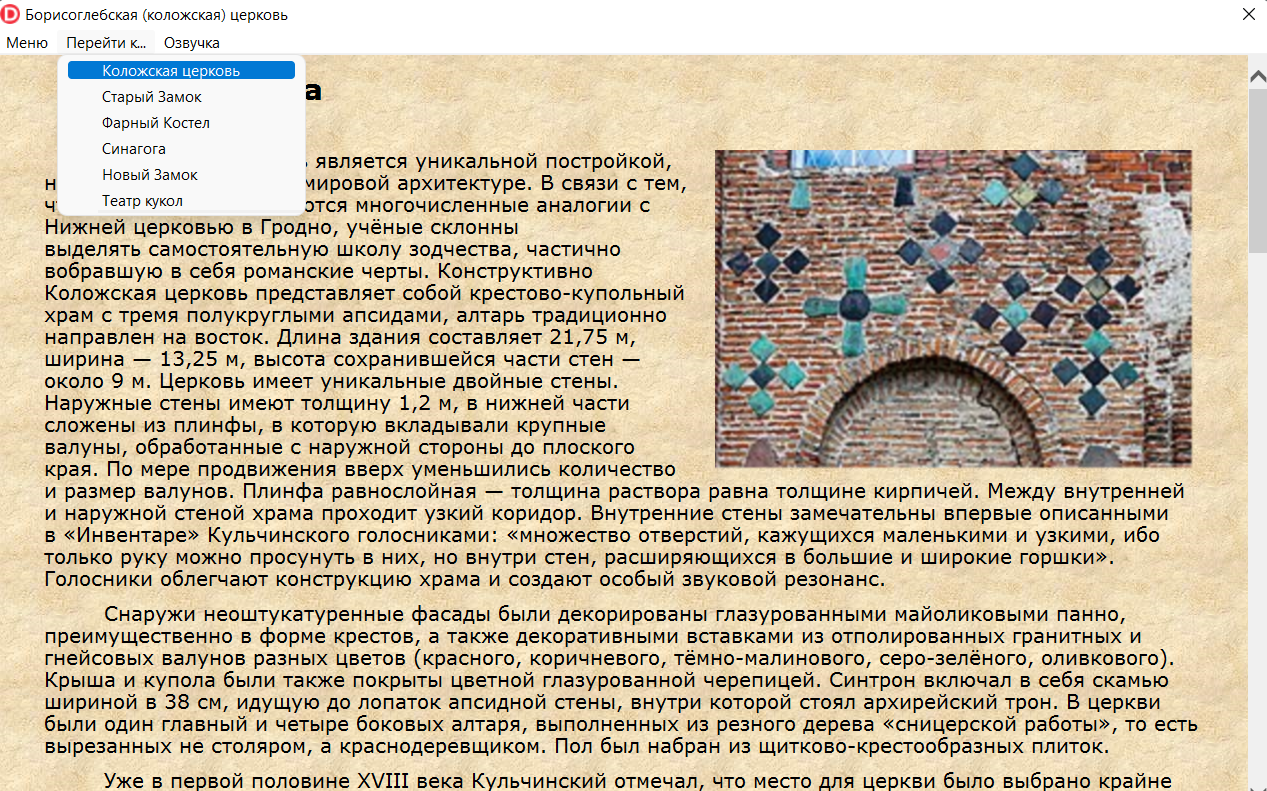 Борисоглебская (коложская) церковь
Меню Перейти к... Озвучка
Коложская церковь
Старый Замок
Фарный Костел
Синагога
Новый Замок
Театр кукол
является уникальной постройкой,
мировой архитектуре. В связи с тем,
многочисленные аналогии с
Нижней церковью в Гродно, учёные склонны
выделять самостоятельную школу зодчества, частично
вобравшую в себя романские черты. Конструктивно
Коложская церковь представляет собой крестово-купольный
храм с тремя полукруглыми апсидами, алтарь традиционно
направлен на восток. Длина здания составляет 21,75 м,
ширина — 13,25 м, высота сохранившейся части стен —
около 9 м. Церковь имеет уникальные двойные стены.
Наружные стены имеют толщину 1,2 м, в нижней части
сложены из плинфы, в которую вкладывали крупные
валуны, обработанные с наружной стороны до плоского
края. По мере продвижения вверх уменьшились количество
и размер валунов. Плинфа равнослойная — толщина раствора равна толщине кирпичей. Между внутренней
и наружной стеной храма проходит узкий коридор. Внутренние стены замечательны впервые описанными
в «Инвентаре» Кульчинского голосниками: «множество отверстий, кажущихся маленькими и узкими, ибо
только руку можно просунуть в них, но внутри стен, расширяющихся в большие и широкие горшки».
Голосники облегчают конструкцию храма и создают особый звуковой резонанс.
Снаружи неоштукатуренные фасады были декорированы глазурованными майоликовыми панно,
преимущественно в форме крестов, а также декоративными вставками из отполированных гранитных и
гнейсовых валунов разных цветов (красного, коричневого, тёмно-малинового, серо-зелёного, оливкового).
Крыша и купола были также покрыты цветной глазурованной черепицей. Синтрон включал в себя скамью
шириной в 38 см, идущую до лопаток апсидной стены, внутри которой стоял архирейский трон. В церкви
были один главный и четыре боковых алтаря, выполненных из резного дерева «сницерской работы», то есть
вырезанных не столяром, а краснодеревщиком. Пол был набран из щитково-крестообразных плиток.
Уже в первой половине XVIII века Кульчинский отмечал, что место для церкви было выбрано крайне